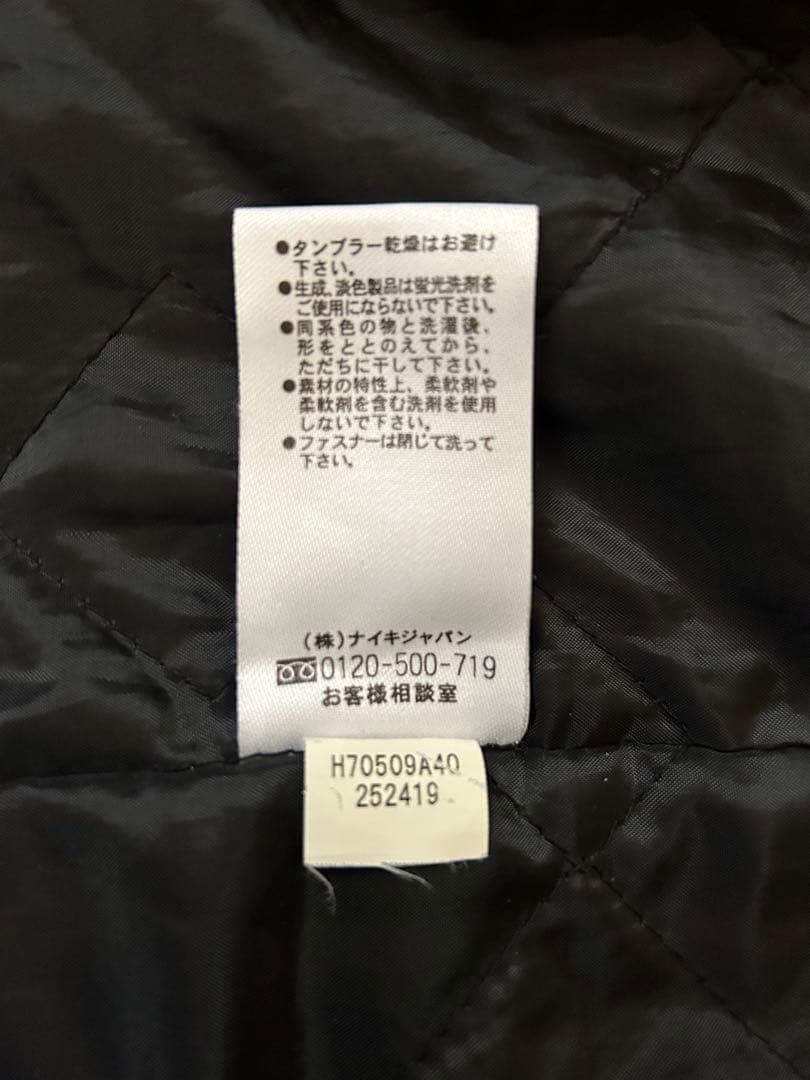 ●タンブラー乾燥はお避け
下さい。
●生成、淡色製品は蛍光洗剤を
ご使用にならないで下さい。
●同系色の物と洗濯後、
形をととのえてから、
ただちに干して下さい。
●素材の特性上、柔軟剤や
柔軟剤を含む洗剤を使用
しないで下さい。
●ファスナーは閉じて洗って
下さい。
(株)ナイキジャパン
0120-500-719
お客様相談室
H70509A40
252419